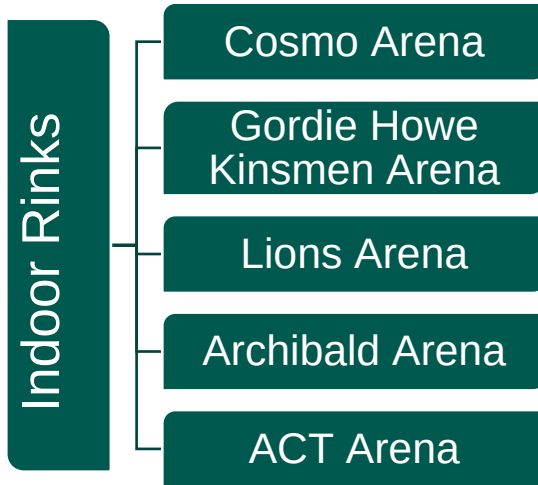 Indoor Rinks
Cosmo Arena
Gordie Howe
Kinsmen Arena
Lions Arena
Archibald Arena
ACT Arena